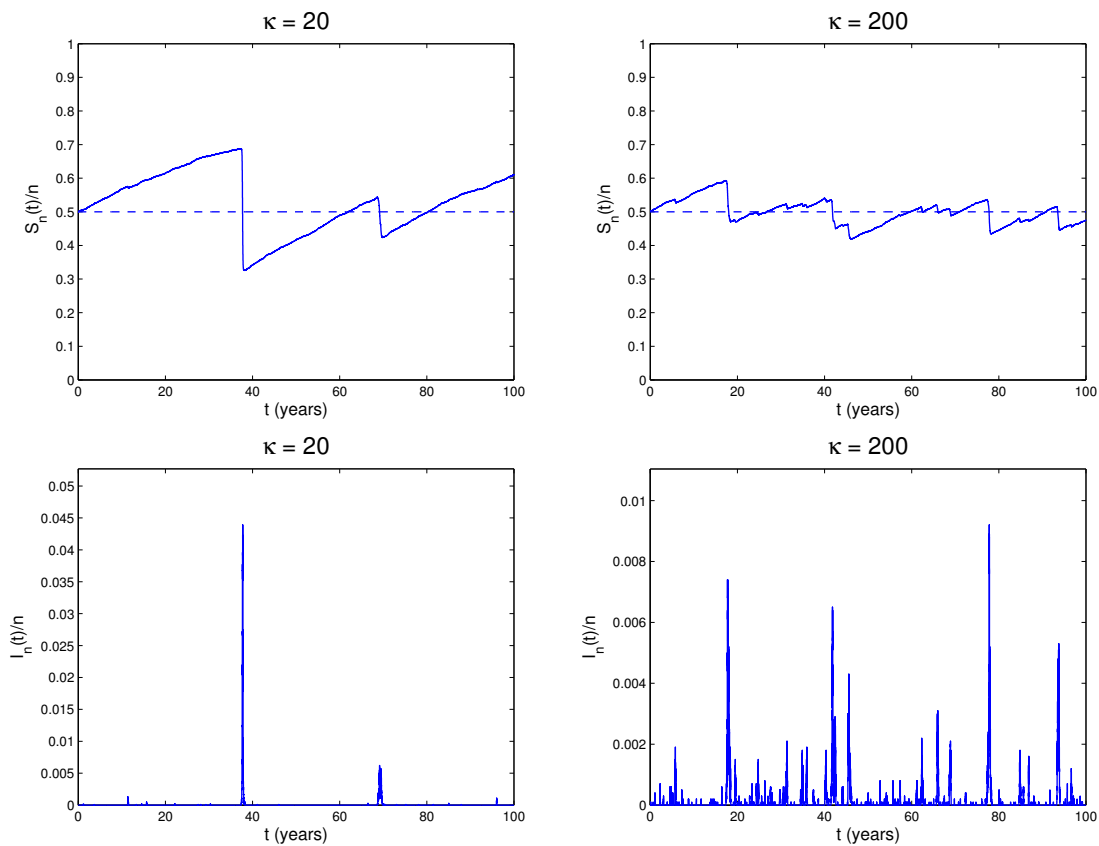 κ = 20
1
0.9
0.8
0.7
0.6
0.5
0.4
0.3
0.2
0.1
0
S_n(t)/n
0 20 40 60 80 100
t (years)
κ = 200
1
0.9
0.8
0.7
0.6
0.5
0.4
0.3
0.2
0.1
0
S_n(t)/n
0 20 40 60 80 100
t (years)
κ = 20
0.05
0.045
0.04
0.035
0.03
0.025
0.02
0.015
0.01
0.005
0
I_n(t)/n
0 20 40 60 80 100
t (years)
κ = 200
0.01
0.008
0.006
0.004
0.002
0
I_n(t)/n
0 20 40 60 80 100
t (years)